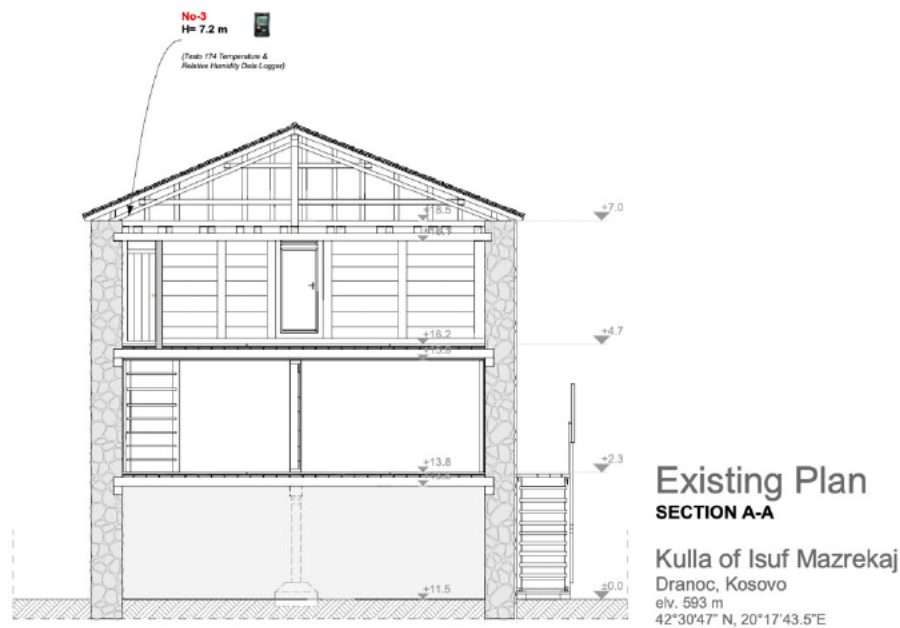 No-3
H= 7.2 m
(Testo 174 Temperature &
Relative Humidity Data Logger)
+18.5
+7.0
+16.2
+4.7
+13.8
+2.3
+11.5
±0.0
Existing Plan
SECTION A-A
Kulla of Isuf Mazrekaj
Dranoc, Kosovo
elv. 593 m
42°30'47" N, 20°17'43.5"E